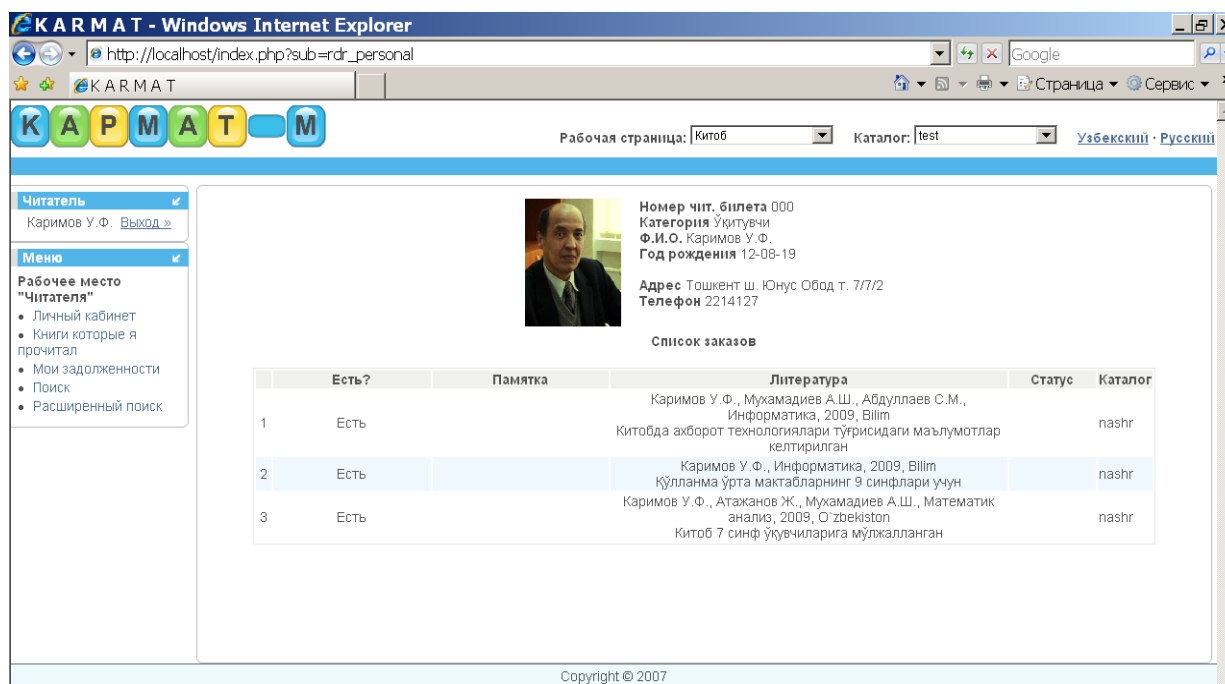 K A R M A T - Windows Internet Explorer
http://localhost/index.php?sub=rdr_personal
Google
K A R M A T
Страница
Сервис
КАРМАТ М
Рабочая страница: Китоб
Каталог: test
Узбекский · Русский
Читатель
Каримов У.Ф. Выход »
Меню
Рабочее место
"Читателя"
• Личный кабинет
• Книги которые я
прочитал
• Мои задолженности
• Поиск
• Расширенный поиск
Номер чит. билета 000
Категория Ўқитувчи
Ф.И.О. Каримов У.Ф.
Год рождения 12-08-19
Адрес Тошкент ш. Юнус Обод т. 7/7/2
Телефон 2214127
Список заказов
Есть? Памятка Литература Статус Каталог
1 Есть Каримов У.Ф., Мухамадиев А.Ш., Абдуллаев С.М., nashr
Информатика, 2009, Bilim
Китобда ахборот технологиялари тўғрисидаги маълумотлар
келтирилган
2 Есть Каримов У.Ф., Информатика, 2009, Bilim nashr
Қўлланма ўрта мактабларнинг 9 синфлари учун
3 Есть Каримов У.Ф., Атажанов Ж., Мухамадиев А.Ш., Математик nashr
анализ, 2009, O`zbekiston
Китоб 7 синф ўқувчиларига мўлжалланган
Copyright © 2007